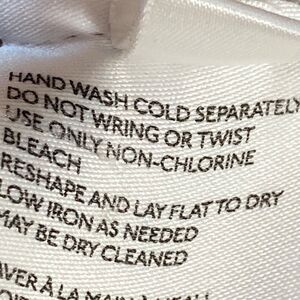 HAND WASH COLD SEPARATELY
DO NOT WRING OR TWIST
USE ONLY NON-CHLORINE
BLEACH
RESHAPE AND LAY FLAT TO DRY
LOW IRON AS NEEDED
MAY BE DRY CLEANED
AVER À LA MAIN À